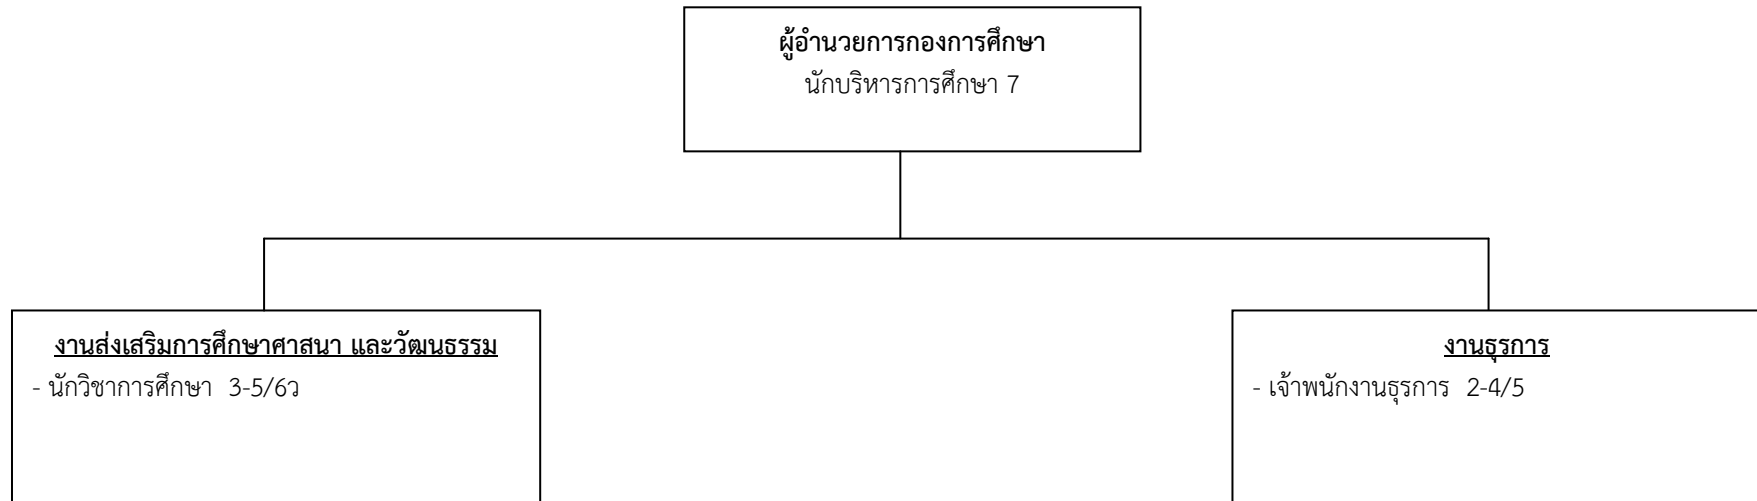 ผู้อำนวยการกองการศึกษา
นักบริหารการศึกษา 7
งานส่งเสริมการศึกษาศาสนา และวัฒนธรรม
- นักวิชาการศึกษา 3-5/6ว
งานธุรการ
- เจ้าพนักงานธุรการ 2-4/5